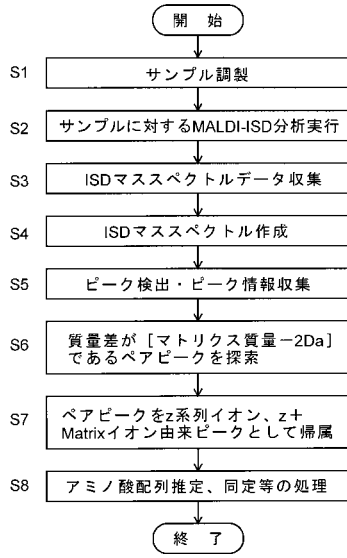 開 始
S1
サンプル調製
S2
サンプルに対するMALDI-ISD分析実行
S3
ISDマススペクトルデータ収集
S4
ISDマススペクトル作成
S5
ピーク検出・ピーク情報収集
S6
質量差が［マトリクス質量－2Da］
であるペアピークを探索
S7
ペアピークをz系列イオン、z＋
Matrixイオン由来ピークとして帰属
S8
アミノ酸配列推定、同定等の処理
終 了